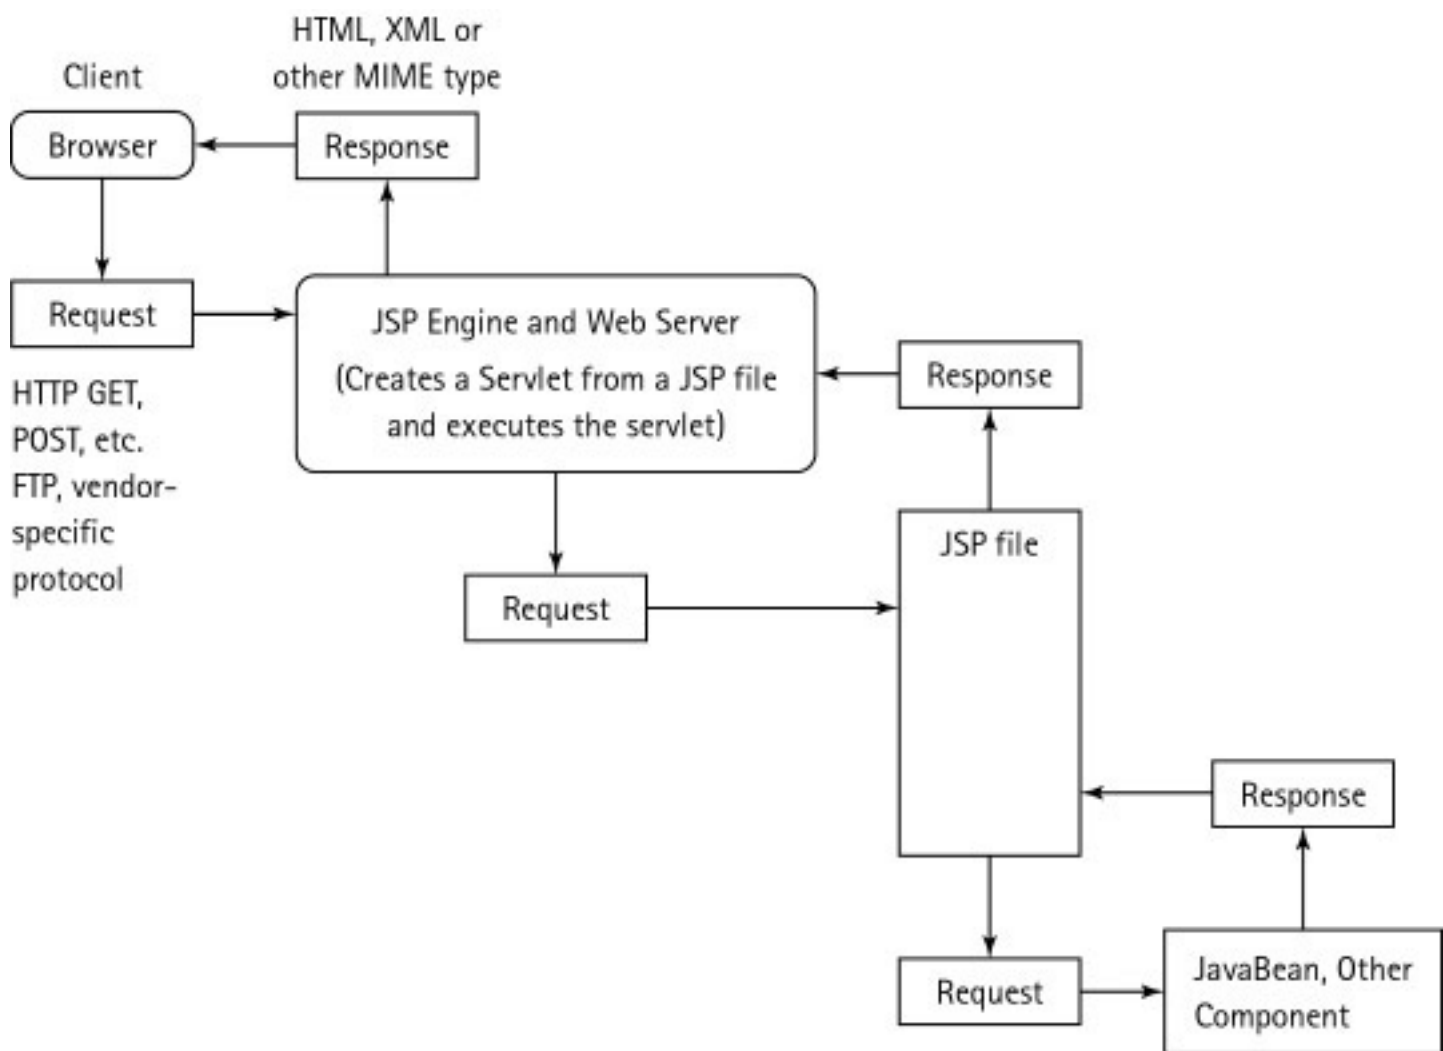 HTML, XML or
other MIME type
Client
Browser
Response
Request
HTTP GET,
POST, etc.
FTP, vendor-
specific
protocol
JSP Engine and Web Server
(Creates a Servlet from a JSP file
and executes the servlet)
Response
JSP file
Request
Response
Request
JavaBean, Other
Component